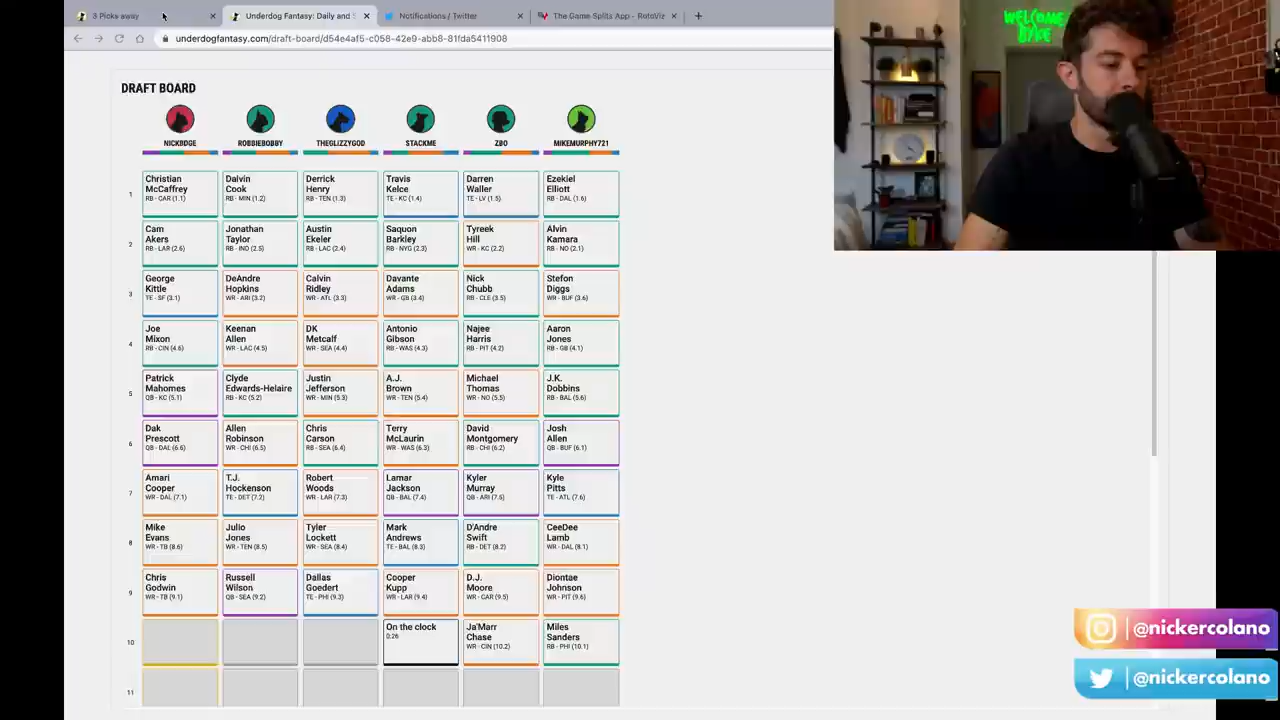 3 Picks away
Underdog Fantasy: Daily and S
Notifications / Twitter
The Game Splits App - RotoViz
underdogfantasy.com/draft-board/d54e4af5-c058-42e9-abb8-81fda5411908
WELCOME
DRAFT BOARD
NICKBDGE ROBBIEBOBBY THEGLIZZYGOD STACKME ZBO MIKEMURPHY721
1
Christian McCaffrey
RB - CAR (1.1)
Dalvin Cook
RB - MIN (1.2)
Derrick Henry
RB - TEN (1.3)
Travis Kelce
TE - KC (1.4)
Darren Waller
TE - LV (1.5)
Ezekiel Elliott
RB - DAL (1.6)
2
Cam Akers
RB - LAR (2.6)
Jonathan Taylor
RB - IND (2.5)
Austin Ekeler
RB - LAC (2.4)
Saquon Barkley
RB - NYG (2.3)
Tyreek Hill
WR - KC (2.2)
Alvin Kamara
RB - NO (2.1)
3
George Kittle
TE - SF (3.1)
DeAndre Hopkins
WR - ARI (3.2)
Calvin Ridley
WR - ATL (3.3)
Davante Adams
WR - GB (3.4)
Nick Chubb
RB - CLE (3.5)
Stefon Diggs
WR - BUF (3.6)
4
Joe Mixon
RB - CIN (4.6)
Keenan Allen
WR - LAC (4.5)
DK Metcalf
WR - SEA (4.4)
Antonio Gibson
RB - WAS (4.3)
Najee Harris
RB - PIT (4.2)
Aaron Jones
RB - GB (4.1)
5
Patrick Mahomes
QB - KC (5.1)
Clyde Edwards-Helaire
RB - KC (5.2)
Justin Jefferson
WR - MIN (5.3)
A.J. Brown
WR - TEN (5.4)
Michael Thomas
WR - NO (5.5)
J.K. Dobbins
RB - BAL (5.6)
6
Dak Prescott
QB - DAL (6.6)
Allen Robinson
WR - CHI (6.5)
Chris Carson
RB - SEA (6.4)
Terry McLaurin
WR - WAS (6.3)
David Montgomery
RB - CHI (6.2)
Josh Allen
QB - BUF (6.1)
7
Amari Cooper
WR - DAL (7.1)
T.J. Hockenson
TE - DET (7.2)
Robert Woods
WR - LAR (7.3)
Lamar Jackson
QB - BAL (7.4)
Kyler Murray
QB - ARI (7.5)
Kyle Pitts
TE - ATL (7.6)
8
Mike Evans
WR - TB (8.6)
Julio Jones
WR - TEN (8.5)
Tyler Lockett
WR - SEA (8.4)
Mark Andrews
TE - BAL (8.3)
D'Andre Swift
RB - DET (8.2)
CeeDee Lamb
WR - DAL (8.1)
9
Chris Godwin
WR - TB (9.1)
Russell Wilson
QB - SEA (9.2)
Dallas Goedert
TE - PHI (9.3)
Cooper Kupp
WR - LAR (9.4)
D.J. Moore
WR - CAR (9.5)
Diontae Johnson
WR - PIT (9.6)
10
On the clock
0:26
Ja'Marr Chase
WR - CIN (10.2)
Miles Sanders
RB - PHI (10.1)
11
@nickercolano
@nickercolano